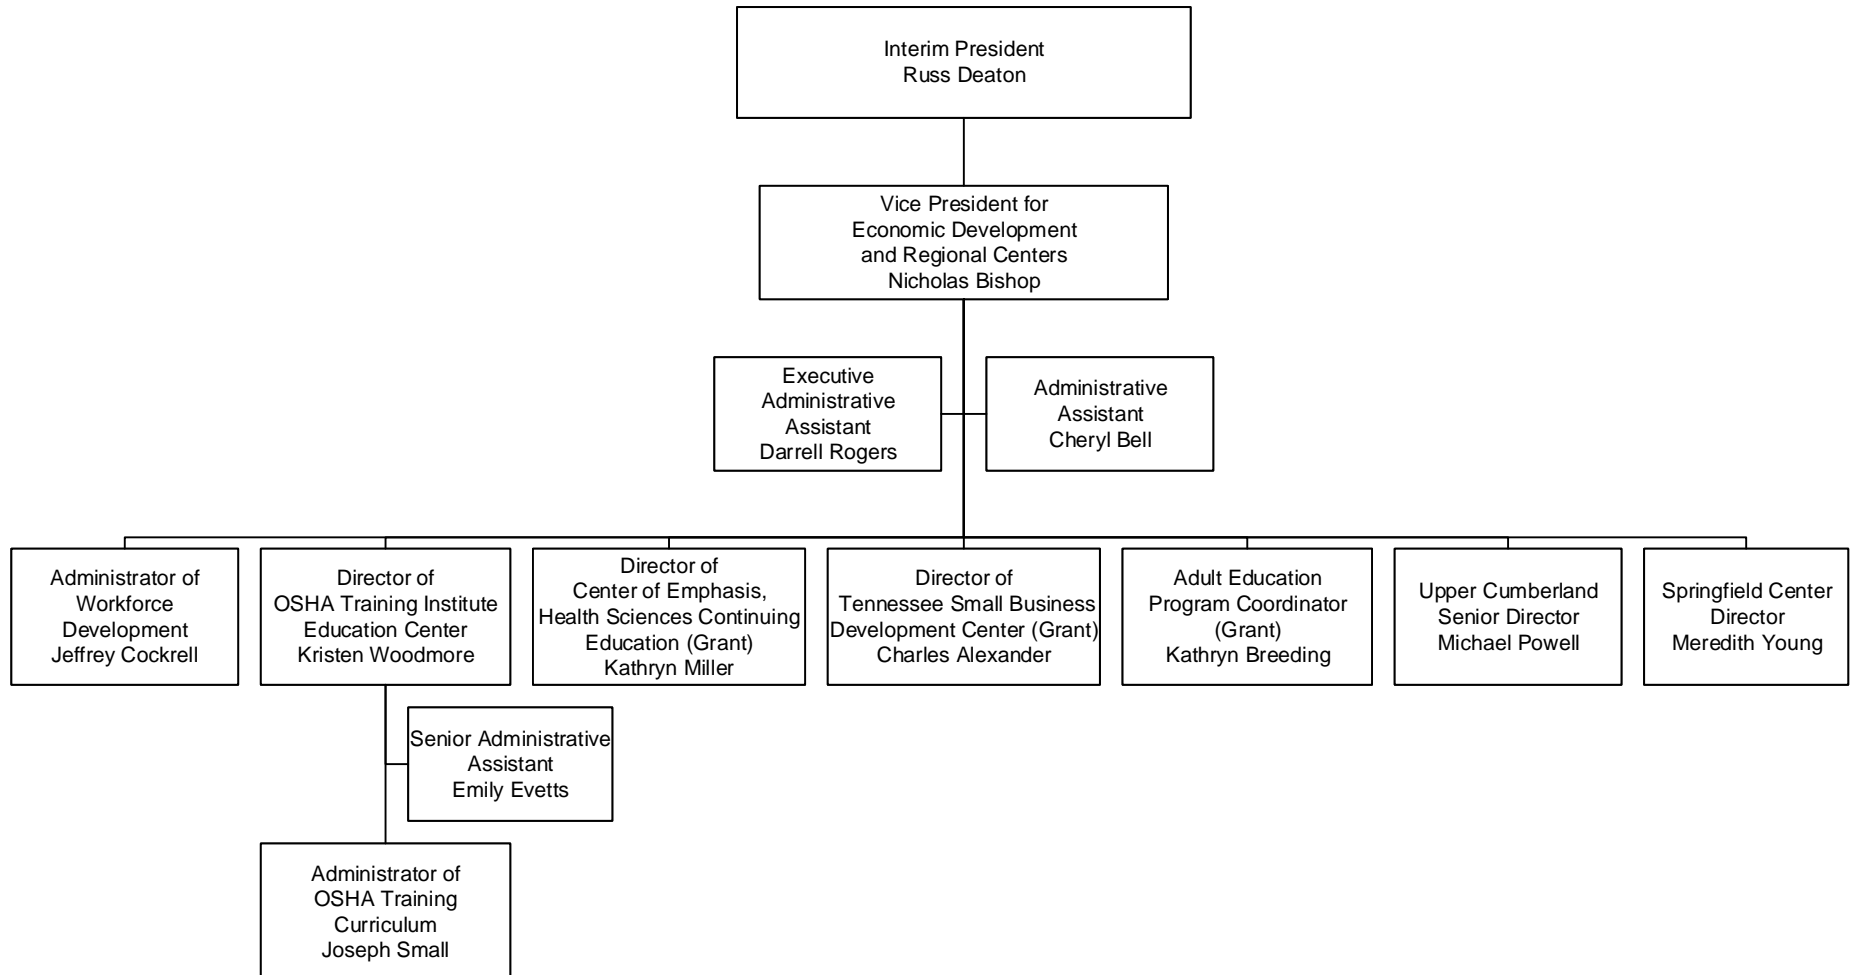 Interim President
Russ Deaton
Vice President for
Economic Development
and Regional Centers
Nicholas Bishop
Executive
Administrative
Assistant
Darrell Rogers
Administrative
Assistant
Cheryl Bell
Administrator of
Workforce
Development
Jeffrey Cockrell
Director of
OSHA Training Institute
Education Center
Kristen Woodmore
Director of
Center of Emphasis,
Health Sciences Continuing
Education (Grant)
Kathryn Miller
Director of
Tennessee Small Business
Development Center (Grant)
Charles Alexander
Adult Education
Program Coordinator
(Grant)
Kathryn Breeding
Upper Cumberland
Senior Director
Michael Powell
Springfield Center
Director
Meredith Young
Senior Administrative
Assistant
Emily Evetts
Administrator of
OSHA Training
Curriculum
Joseph Small